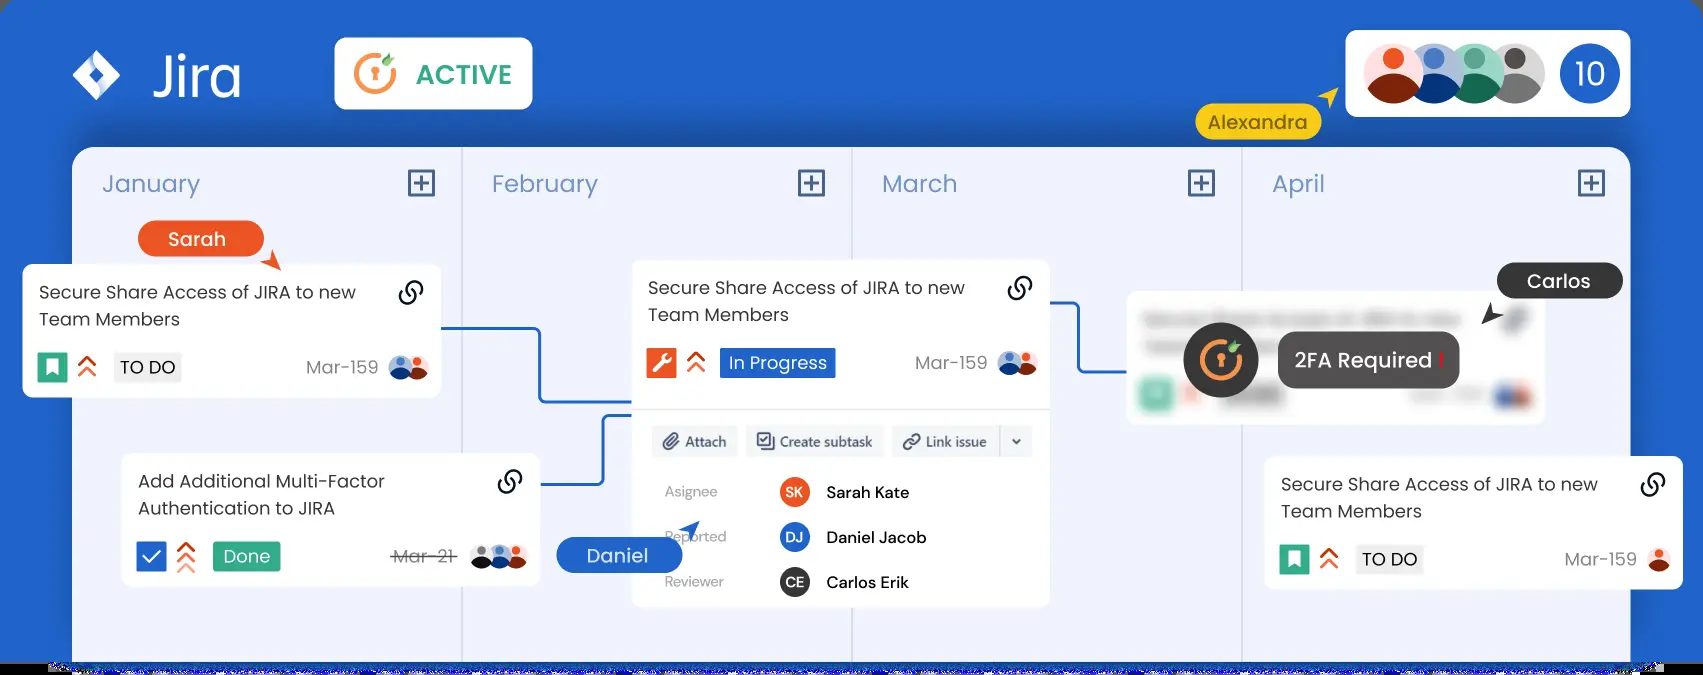 Jira
ACTIVE
10
Alexandra
January
February
March
April
Sarah
Secure Share Access of JIRA to new
Team Members
TO DO
Mar-159
Add Additional Multi-Factor
Authentication to JIRA
Done
Mar-21
Secure Share Access of JIRA to new
Team Members
In Progress
Mar-159
Attach
Create subtask
Link issue
Asignee
SK
Sarah Kate
Reported
DJ
Daniel Jacob
Daniel
Reviewer
CE
Carlos Erik
Carlos
2FA Required !
Secure Share Access of JIRA to new
Team Members
TO DO
Mar-159